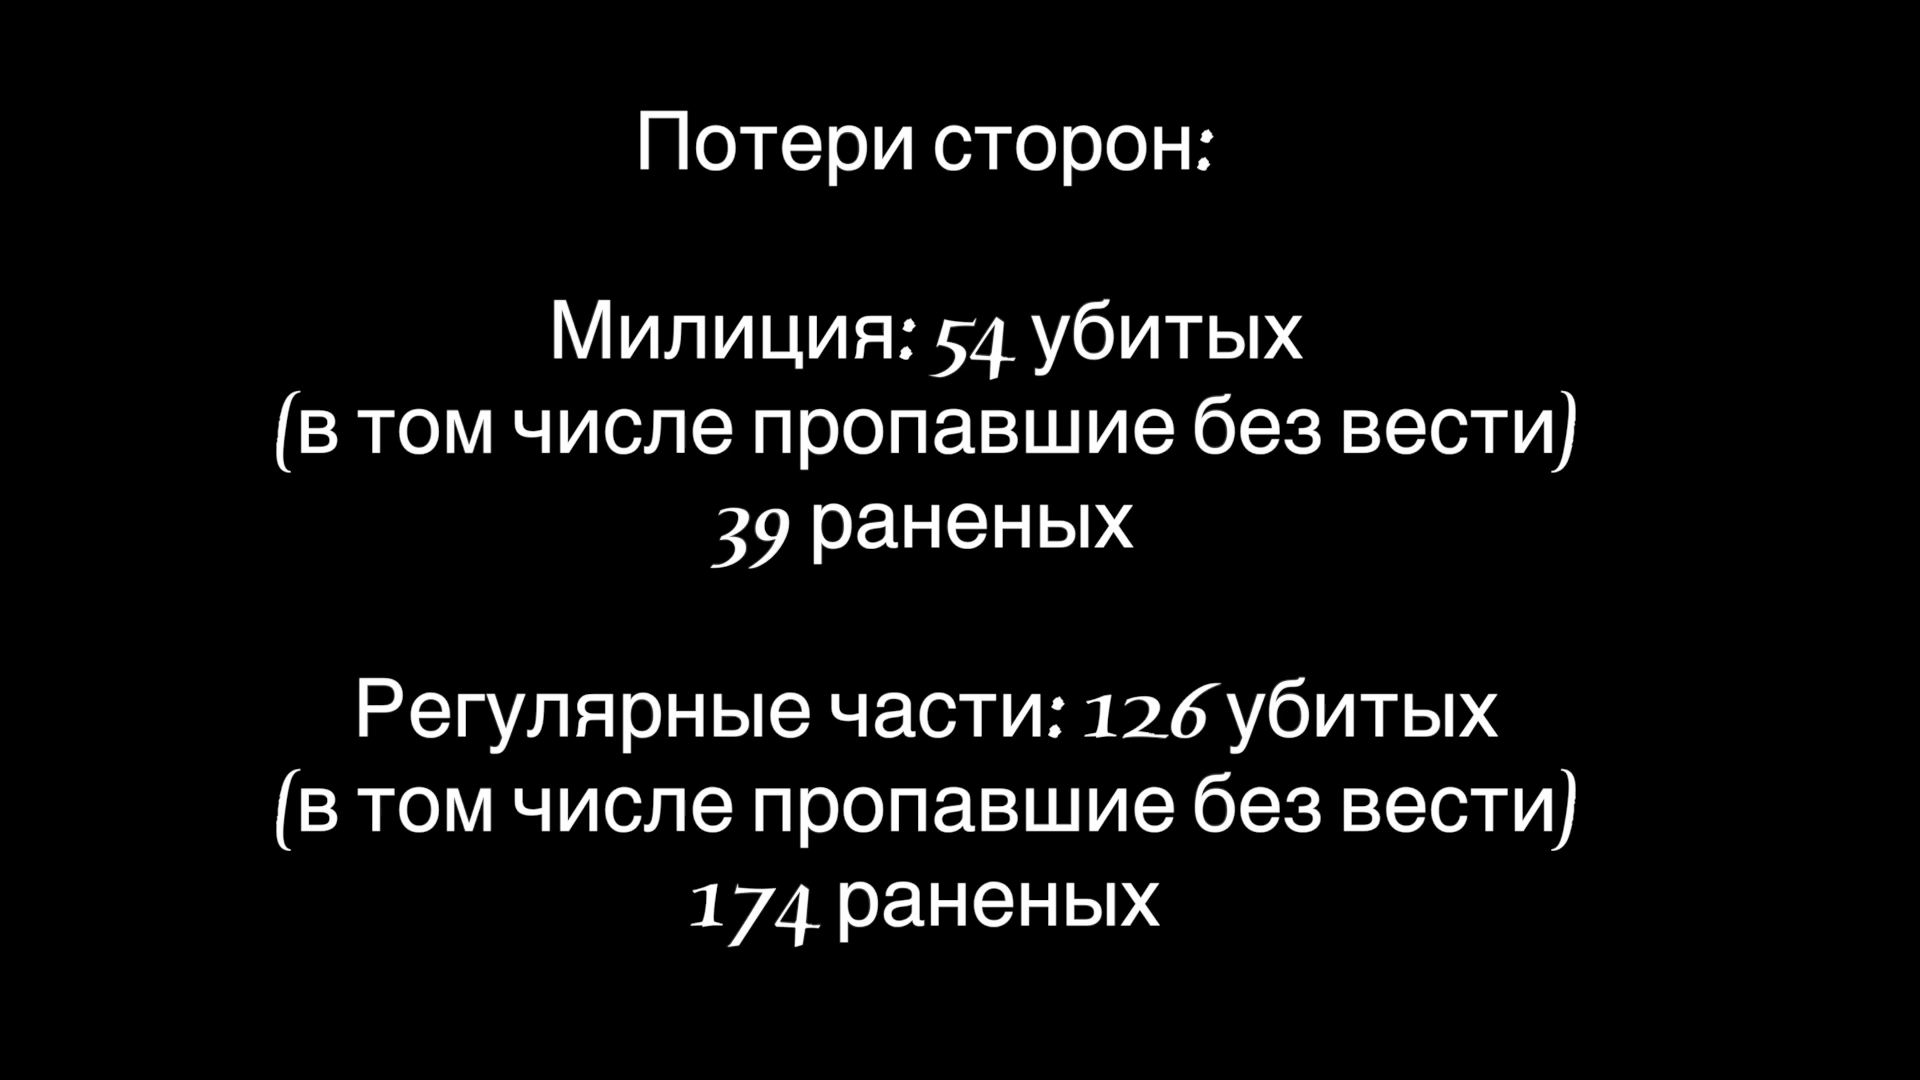 Потери сторон:
Милиция: 54 убитых
(в том числе пропавшие без вести)
39 раненых
Регулярные части: 126 убитых
(в том числе пропавшие без вести)
174 раненых